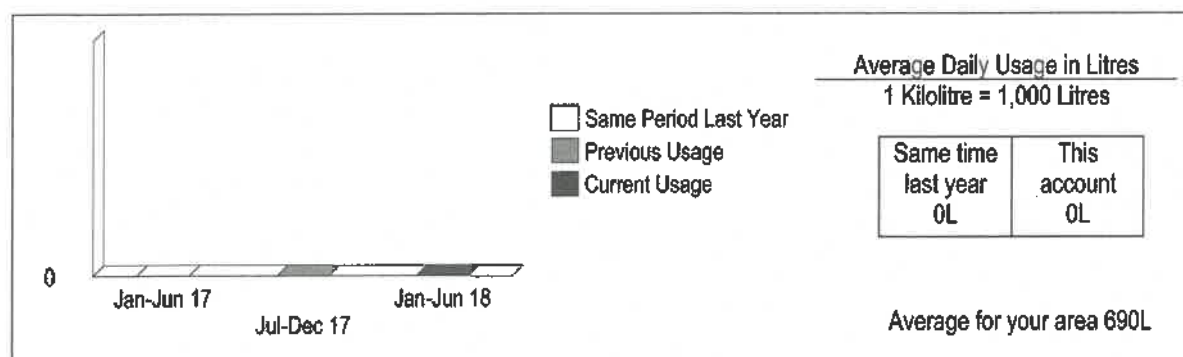 0
Jan-Jun 17
Jul-Dec 17
Jan-Jun 18
Same Period Last Year
Previous Usage
Current Usage
Average Daily Usage in Litres
1 Kilolitre = 1,000 Litres
Same time
last year
0L
This
account
0L
Average for your area 690L